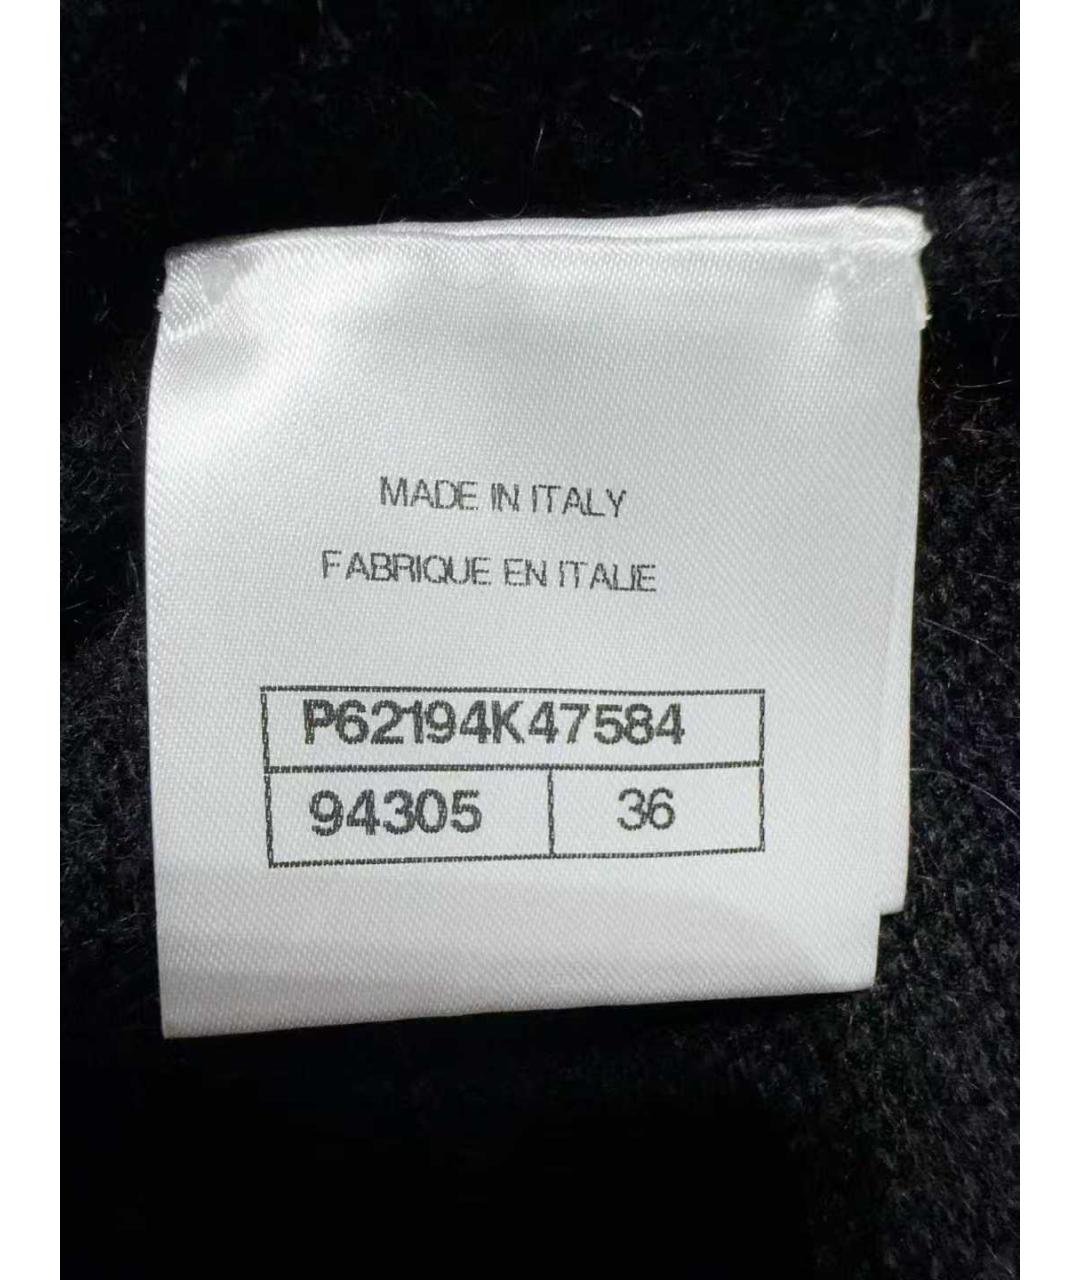 MADE IN ITALY
FABRIQUE EN ITALIE
P62194K47584
94305 36